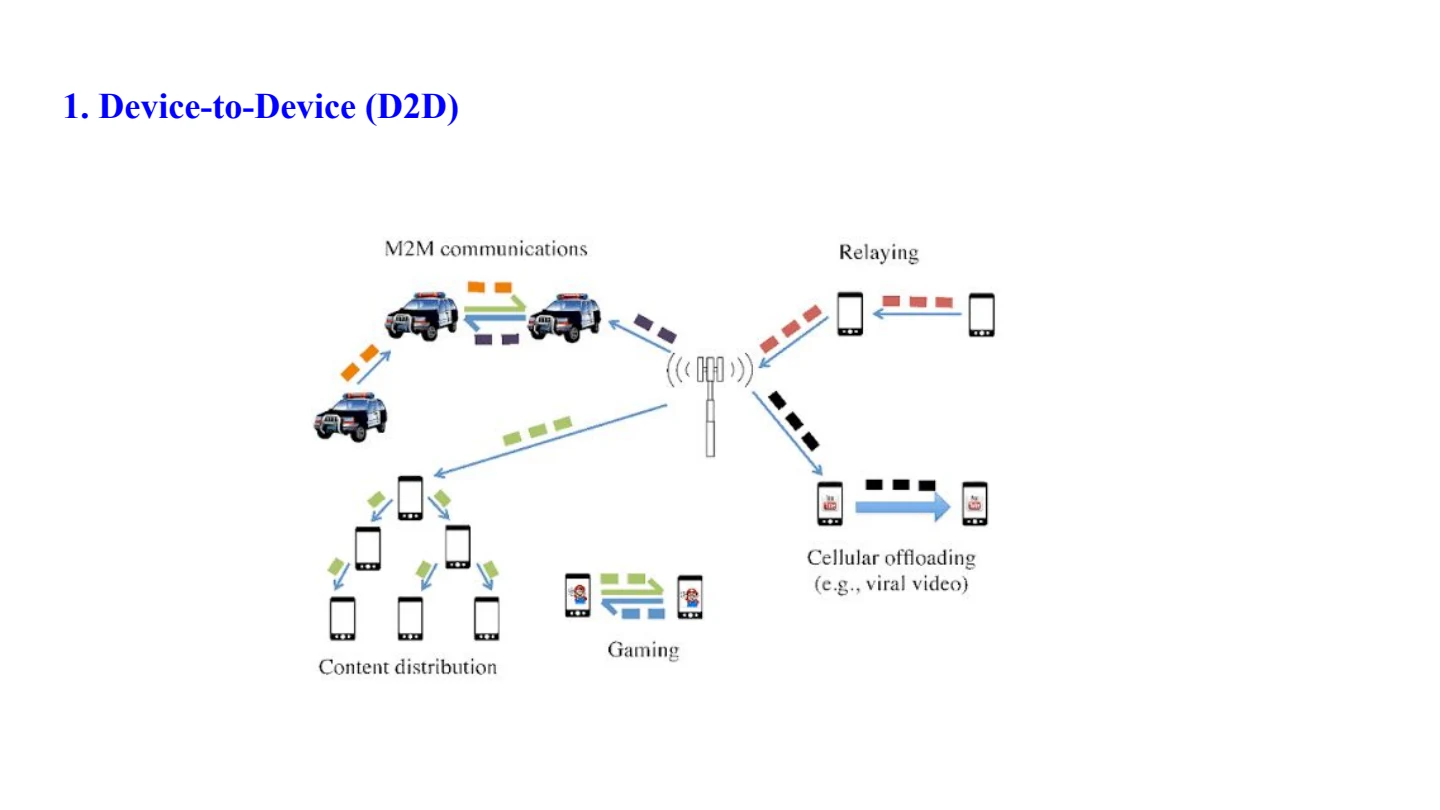 1. Device-to-Device (D2D)
M2M communications
Relaying
Cellular offloading
(e.g., viral video)
Gaming
Content distribution